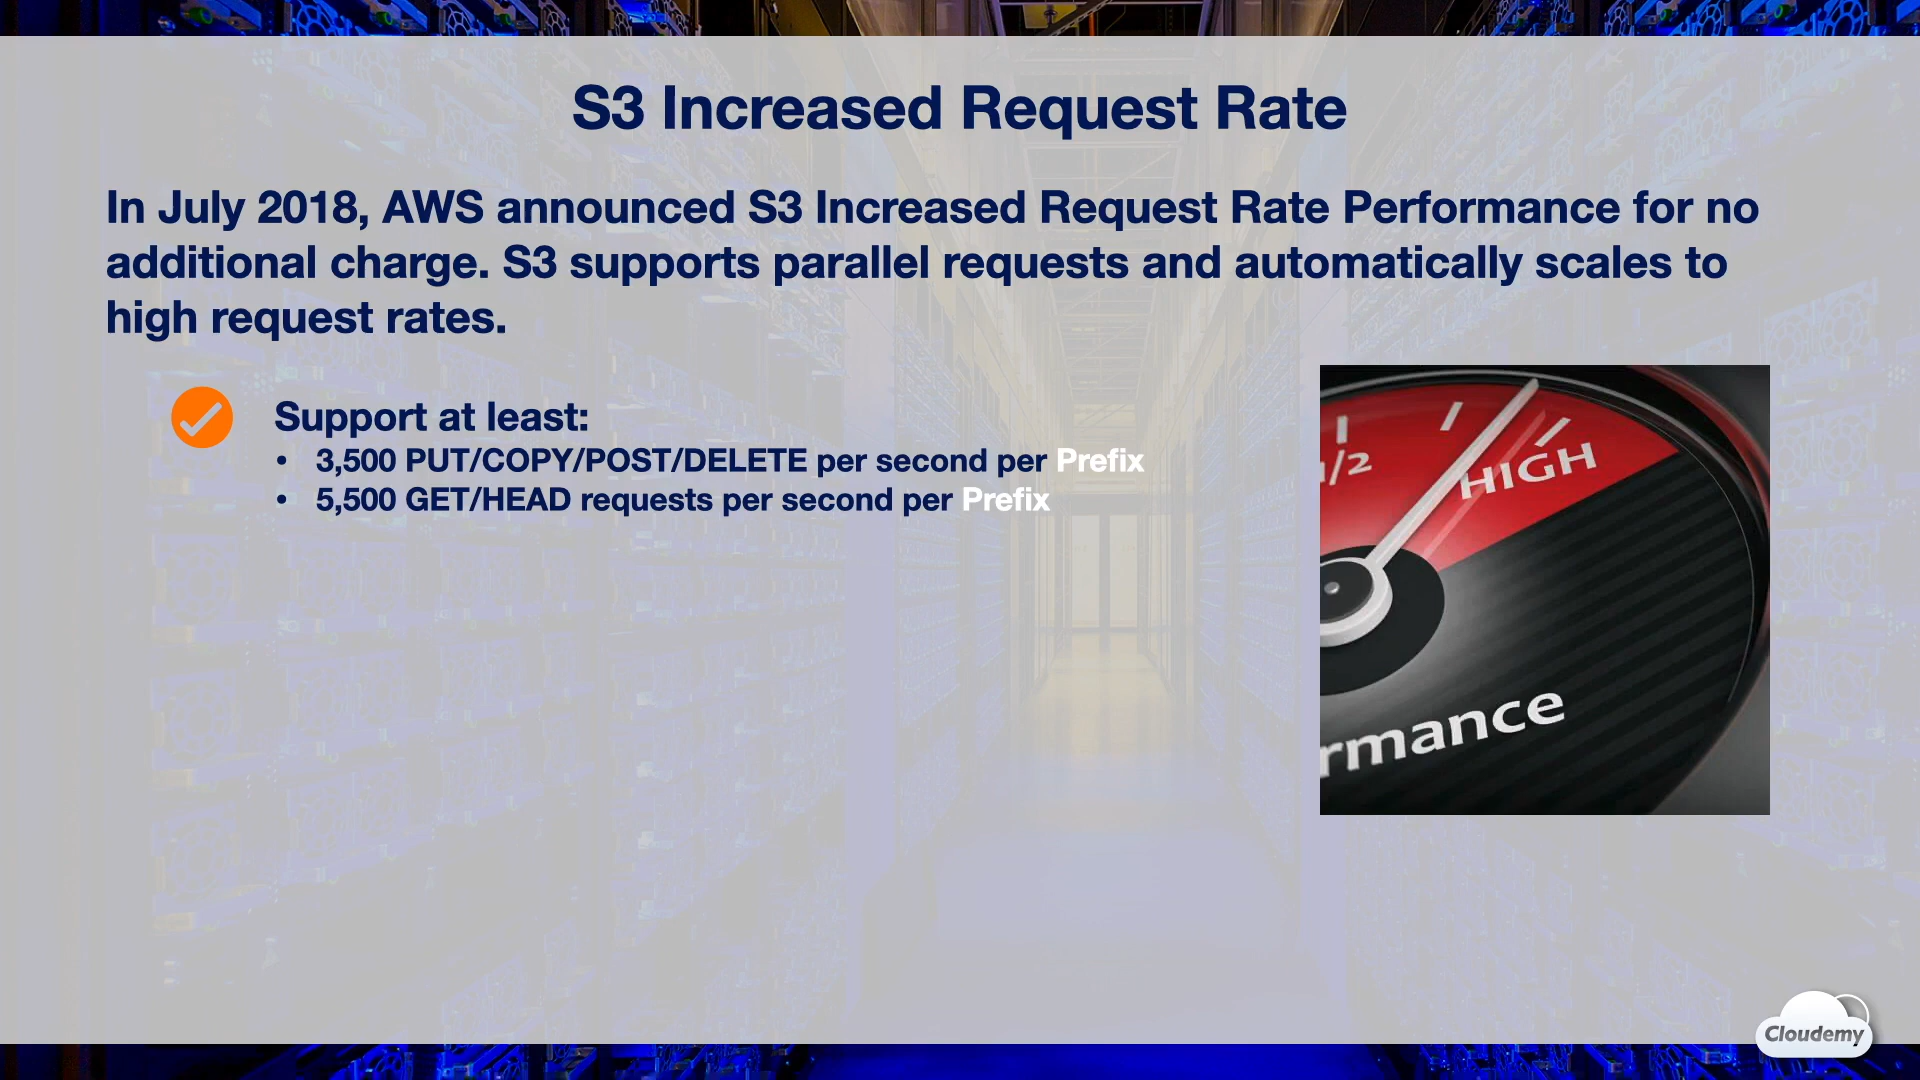 S3 Increased Request Rate
In July 2018, AWS announced S3 Increased Request Rate Performance for no
additional charge. S3 supports parallel requests and automatically scales to
high request rates.
Support at least:
• 3,500 PUT/COPY/POST/DELETE per second per Prefix
• 5,500 GET/HEAD requests per second per Prefix
1/2
HIGH
rmance
Cloudemy